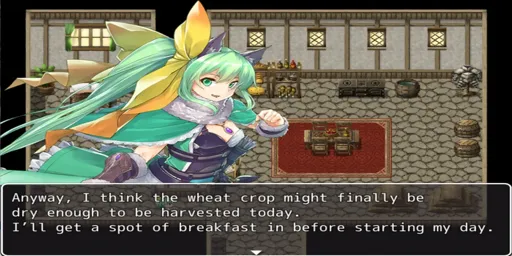 Anyway, I think the wheat crop might finally be
dry enough to be harvested today.
I'll get a spot of breakfast in before starting my day.